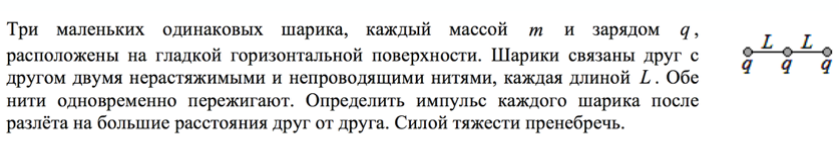 Три маленьких одинаковых шарика, каждый массой m и зарядом q,
расположены на гладкой горизонтальной поверхности. Шарики связаны друг с
другом двумя нерастяжимыми и непроводящими нитями, каждая длиной L. Обе
нити одновременно пережигают. Определить импульс каждого шарика после
разлёта на большие расстояния друг от друга. Силой тяжести пренебречь.
L L
q q q